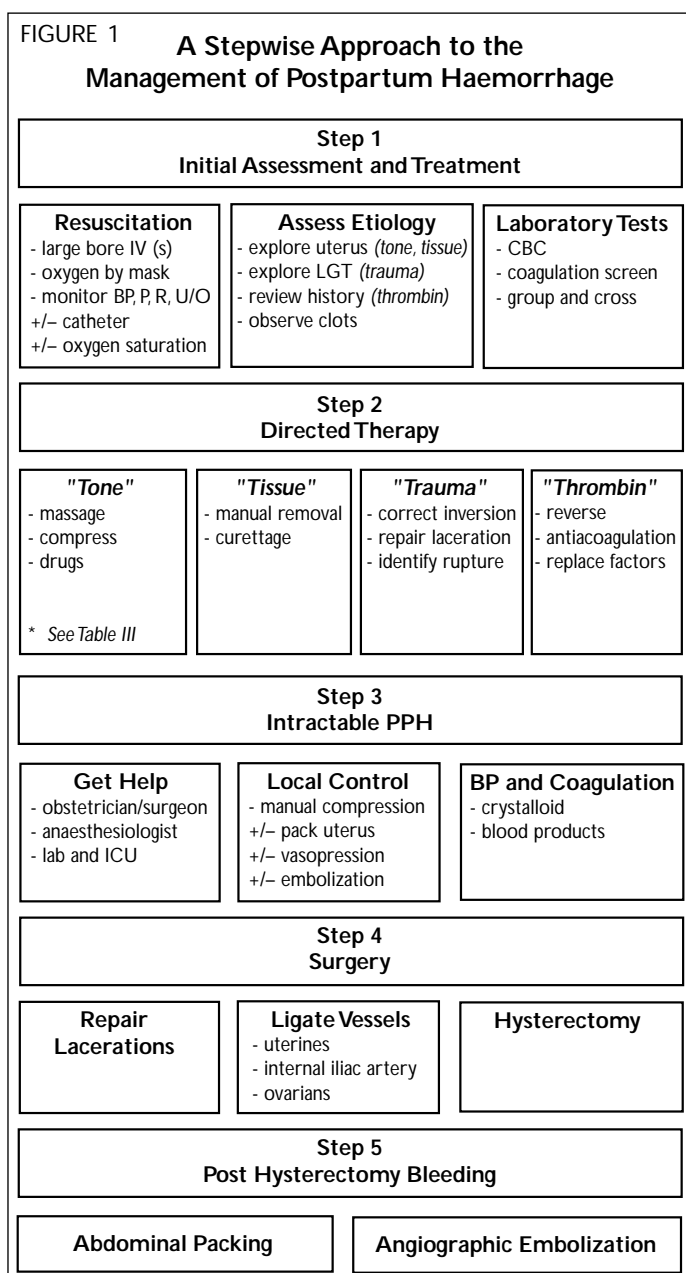 FIGURE 1
A Stepwise Approach to the
Management of Postpartum Haemorrhage
Step 1
Initial Assessment and Treatment
Resuscitation
- large bore IV (s)
- oxygen by mask
- monitor BP, P, R, U/O
+/– catheter
+/– oxygen saturation
Assess Etiology
- explore uterus (tone, tissue)
- explore LGT (trauma)
- review history (thrombin)
- observe clots
Laboratory Tests
- CBC
- coagulation screen
- group and cross
Step 2
Directed Therapy
"Tone"
- massage
- compress
- drugs
* See Table III
"Tissue"
- manual removal
- curettage
"Trauma"
- correct inversion
- repair laceration
- identify rupture
"Thrombin"
- reverse
- antiacoagulation
- replace factors
Step 3
Intractable PPH
Get Help
- obstetrician/surgeon
- anaesthesiologist
- lab and ICU
Local Control
- manual compression
+/– pack uterus
+/– vasopression
+/– embolization
BP and Coagulation
- crystalloid
- blood products
Step 4
Surgery
Repair
Lacerations
Ligate Vessels
- uterines
- internal iliac artery
- ovarians
Hysterectomy
Step 5
Post Hysterectomy Bleeding
Abdominal Packing
Angiographic Embolization